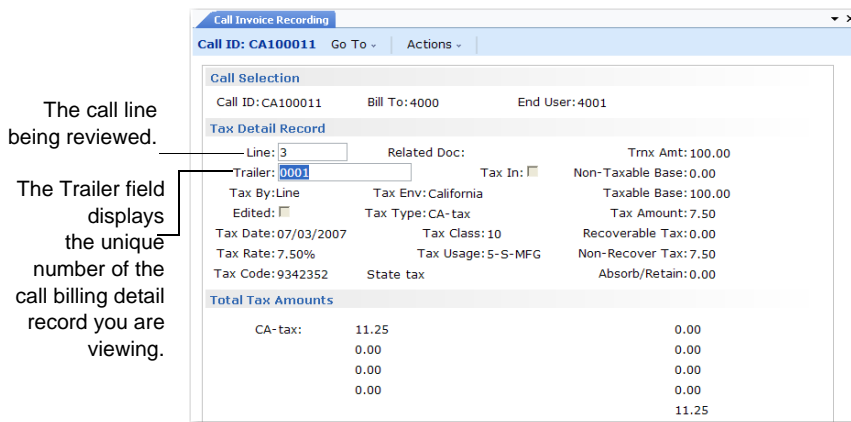 Call Invoice Recording
Call ID: CA100011 Go To Actions
Call Selection
Call ID: CA100011 Bill To: 4000 End User: 4001
Tax Detail Record
The call line
being reviewed.
Line: 3 Related Doc: Trnx Amt: 100.00
Trailer: 0001 Tax In: Non-Taxable Base: 0.00
Tax By: Line Tax Env: California Taxable Base: 100.00
Edited: Tax Type: CA-tax Tax Amount: 7.50
Tax Date: 07/03/2007 Tax Class: 10 Recoverable Tax: 0.00
Tax Rate: 7.50% Tax Usage: 5-S-MFG Non-Recover Tax: 7.50
Tax Code: 9342352 State tax Absorb/Retain: 0.00
The Trailer field
displays
the unique
number of the
call billing detail
record you are
viewing.
Total Tax Amounts
CA-tax: 11.25 0.00
0.00 0.00
0.00 0.00
0.00 0.00
11.25